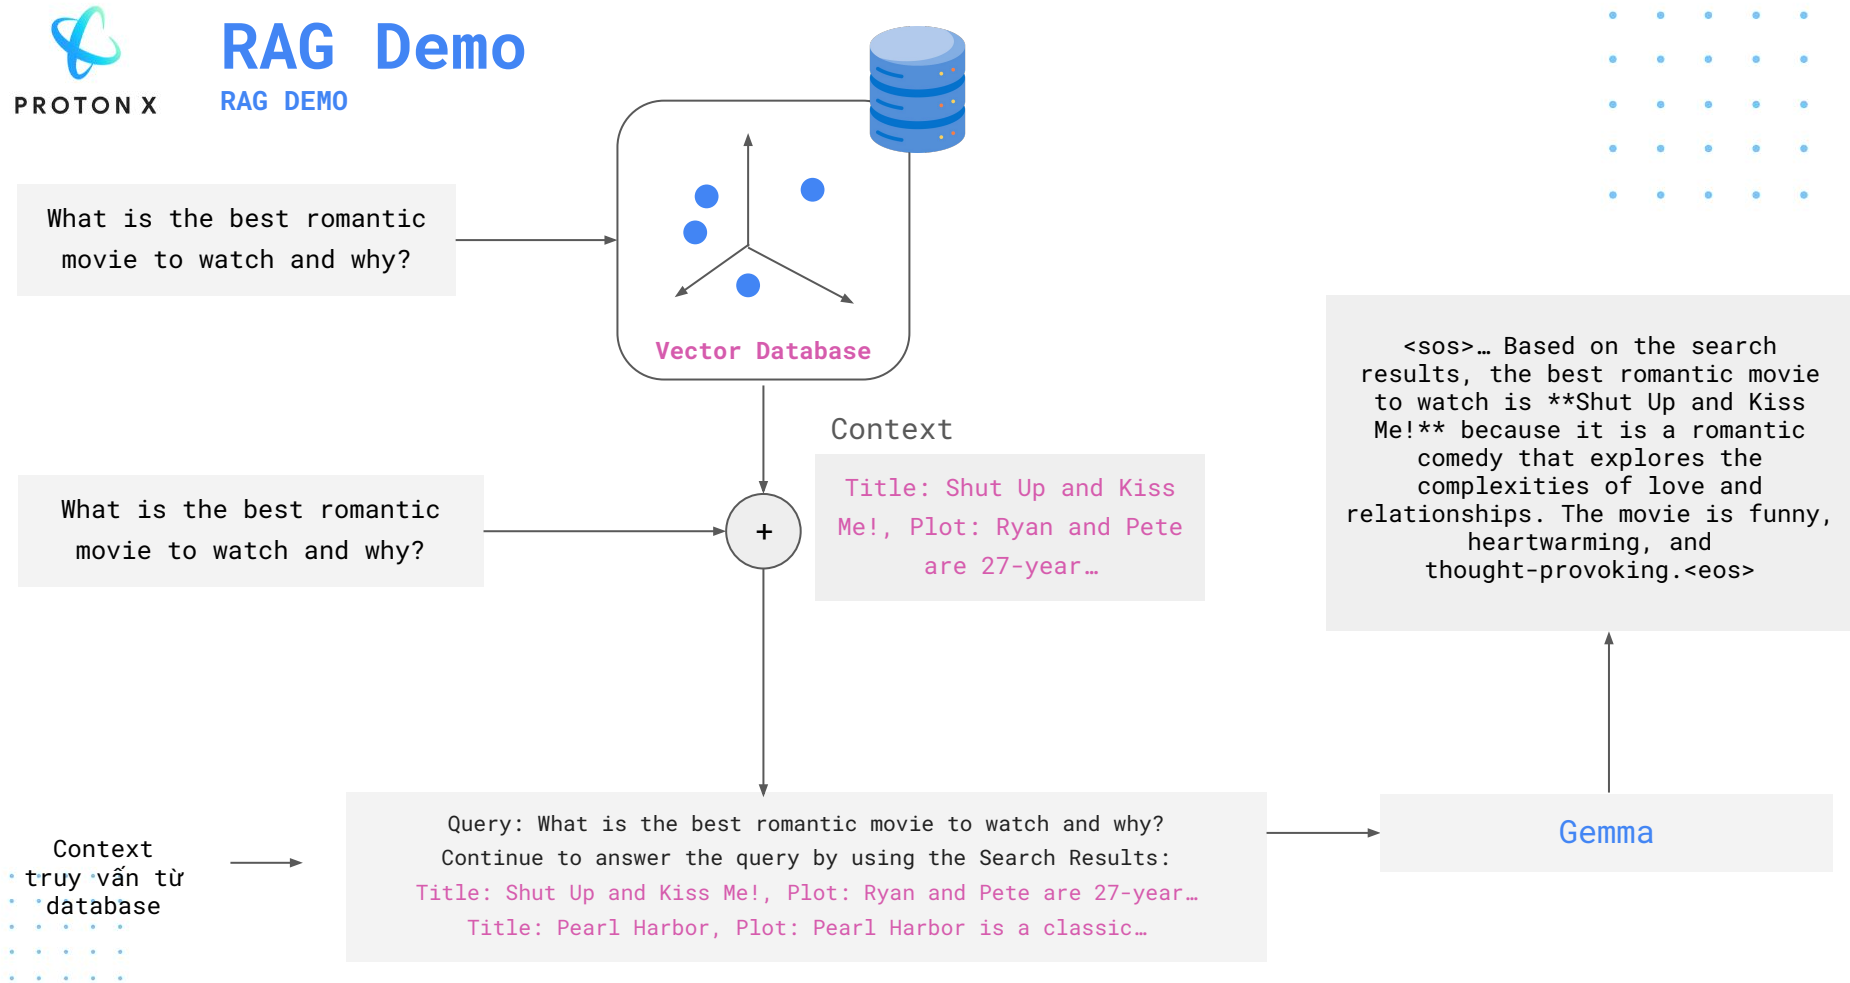 PROTON X
RAG Demo
RAG DEMO
What is the best romantic
movie to watch and why?
Vector Database
Context
What is the best romantic
movie to watch and why?
+
Title: Shut Up and Kiss
Me!, Plot: Ryan and Pete
are 27-year…
<sos>… Based on the search
results, the best romantic movie
to watch is **Shut Up and Kiss
Me!** because it is a romantic
comedy that explores the
complexities of love and
relationships. The movie is funny,
heartwarming, and
thought-provoking.<eos>
Context
truy vấn từ
database
Query: What is the best romantic movie to watch and why?
Continue to answer the query by using the Search Results:
Title: Shut Up and Kiss Me!, Plot: Ryan and Pete are 27-year…
Title: Pearl Harbor, Plot: Pearl Harbor is a classic…
Gemma